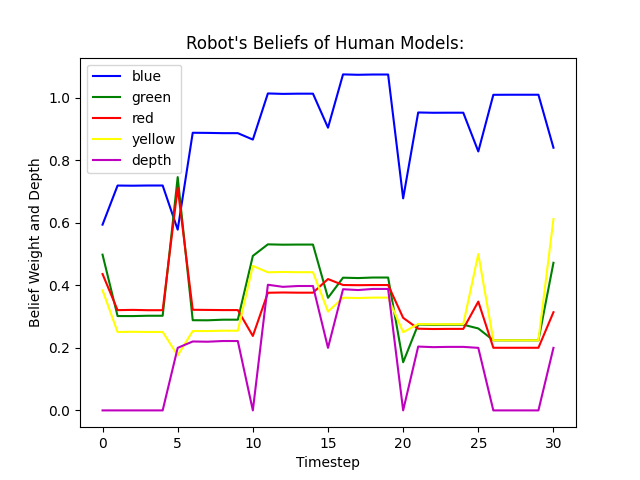 Robot's Beliefs of Human Models:
blue
green
red
yellow
depth
Belief Weight and Depth
1.0
0.8
0.6
0.4
0.2
0.0
0 5 10 15 20 25 30
Timestep